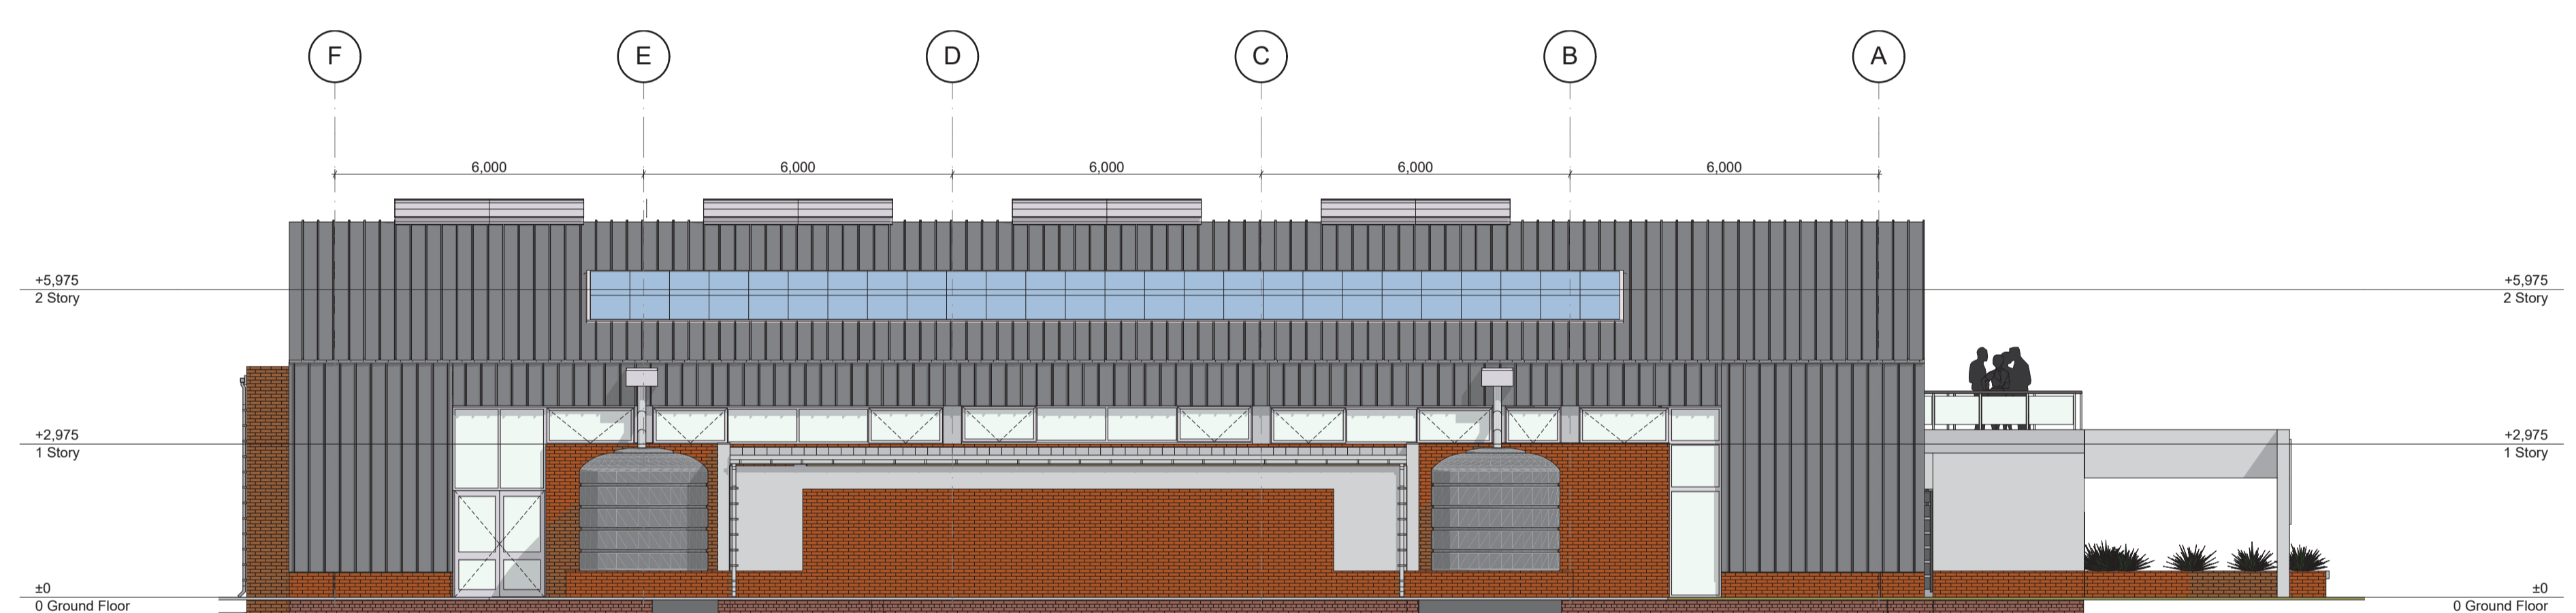 F E D C B A
6,000 6,000 6,000 6,000 6,000
+5,975 +5,975
2 Story 2 Story
+2,975 +2,975
1 Story 1 Story
±0 ±0
0 Ground Floor 0 Ground Floor